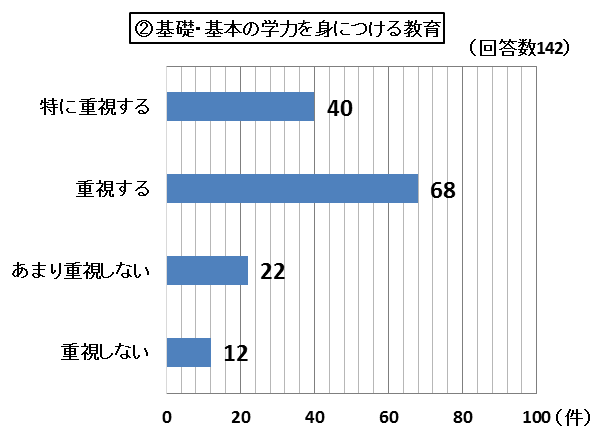 ②基礎・基本の学力を身につける教育
（回答数142）
特に重視する 40
重視する 68
あまり重視しない 22
重視しない 12
0 20 40 60 80 100（件）